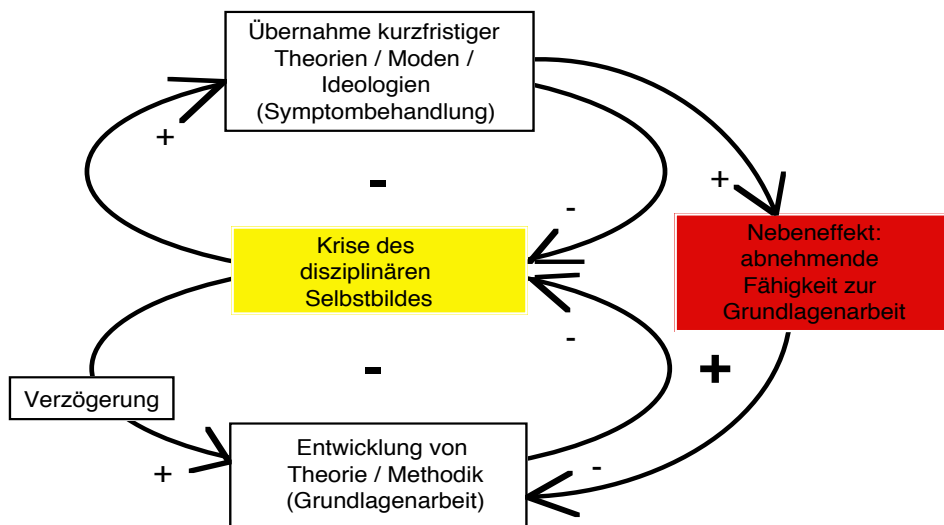 Übernahme kurzfristiger
Theorien / Moden /
Ideologien
(Symptombehandlung)
+
-
+
-
Krise des
disziplinären
Selbstbildes
Nebeneffekt:
abnehmende
Fähigkeit zur
Grundlagenarbeit
-
-
+
Verzögerung
+
Entwicklung von
Theorie / Methodik
(Grundlagenarbeit)
-